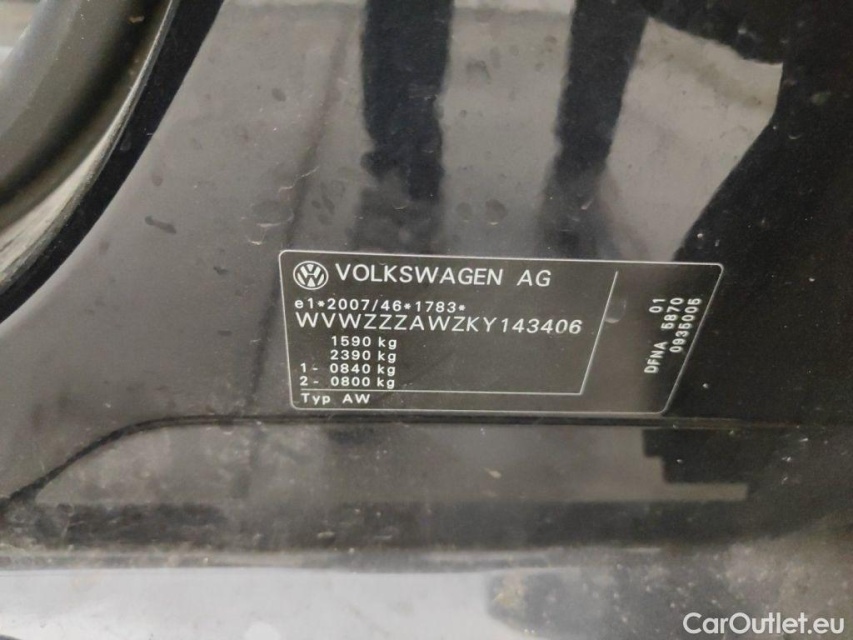 VOLKSWAGEN AG
e1*2007/46*1783*
WVWZZZAWZKY143406
1590 kg
2390 kg
1 - 0840 kg
2 - 0800 kg
Typ AW
01
DFNA 5870
0935005
CarOutlet.eu